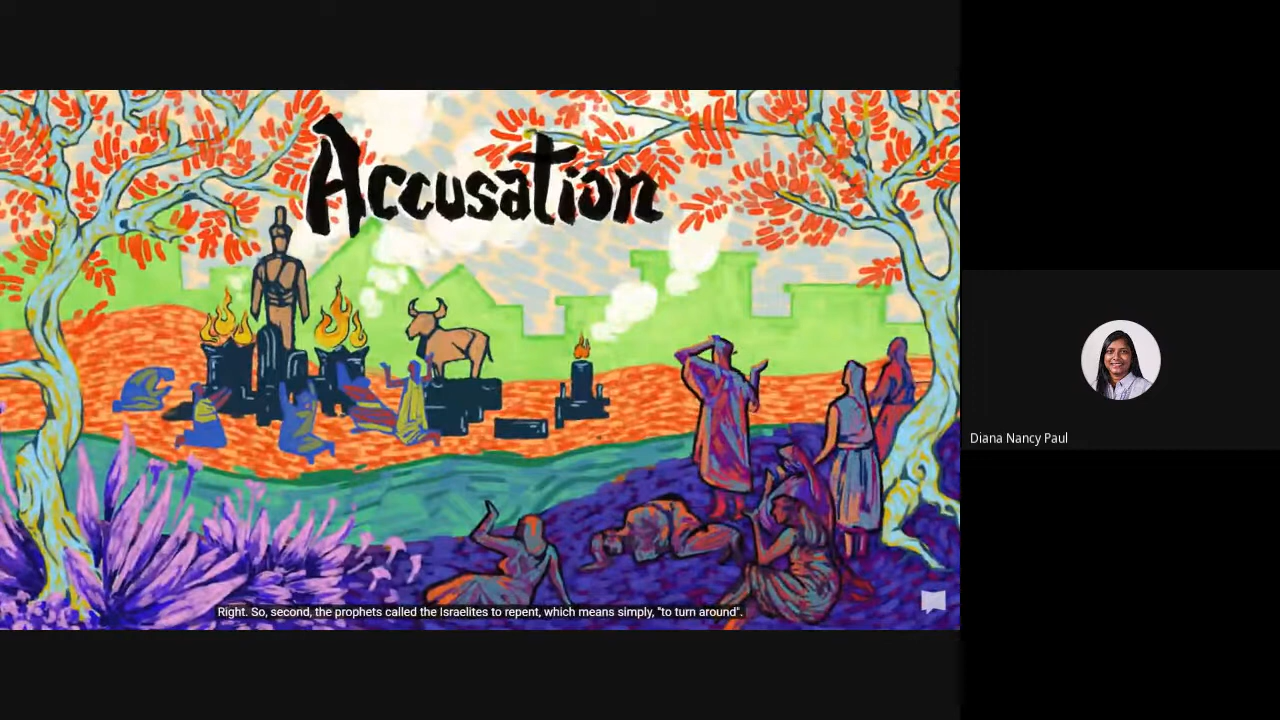 Accusation
Right. So, second, the prophets called the Israelites to repent, which means simply, "to turn around".
Diana Nancy Paul